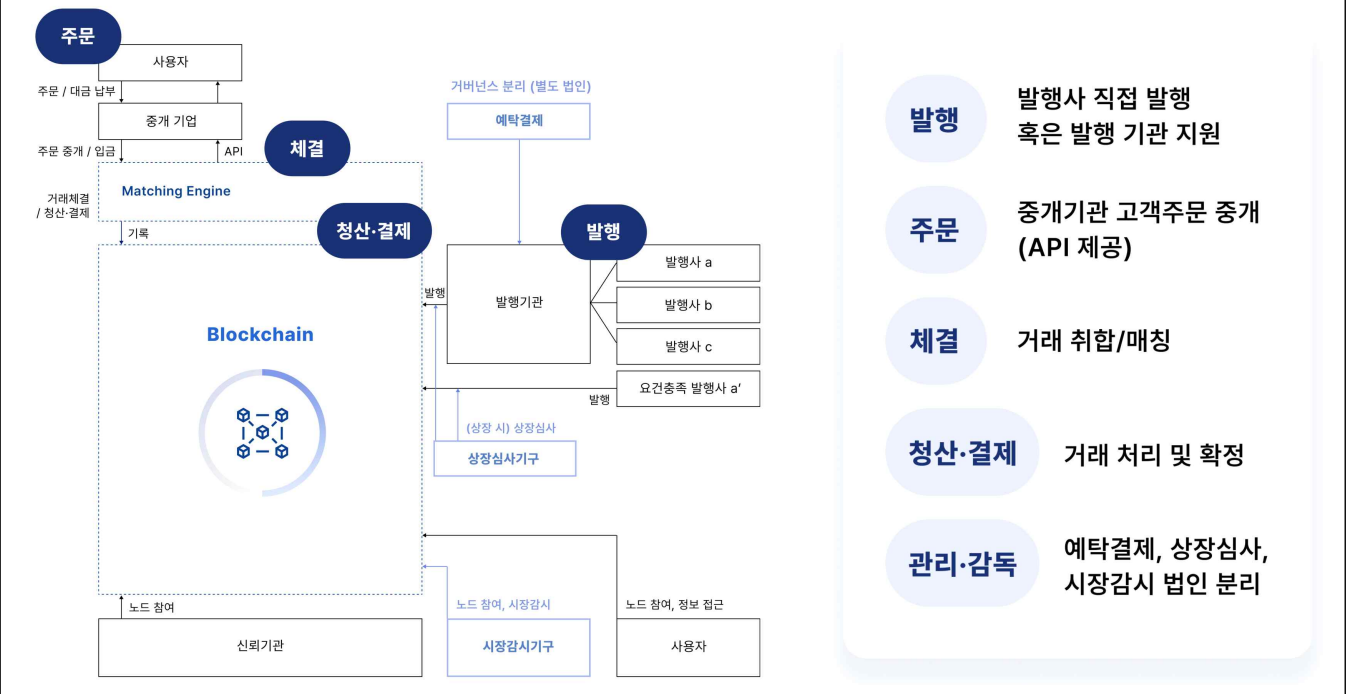 주문
사용자
주문 / 대금 납부
중개 기업
주문 중개 / 입금
API
체결
Matching Engine
거래체결
/ 청산·결제
기록
청산·결제
거버넌스 분리 (별도 법인)
예탁결제
발행
발행기관
발행
발행사 a
발행사 b
발행사 c
요건충족 발행사 a’
발행
Blockchain
(상장 시) 상장심사
상장심사기구
노드 참여
신뢰기관
노드 참여, 시장감시
시장감시기구
노드 참여, 정보 접근
사용자
발행
발행사 직접 발행
혹은 발행 기관 지원
주문
중개기관 고객주문 중개
(API 제공)
체결
거래 취합/매칭
청산·결제
거래 처리 및 확정
관리·감독
예탁결제, 상장심사,
시장감시 법인 분리